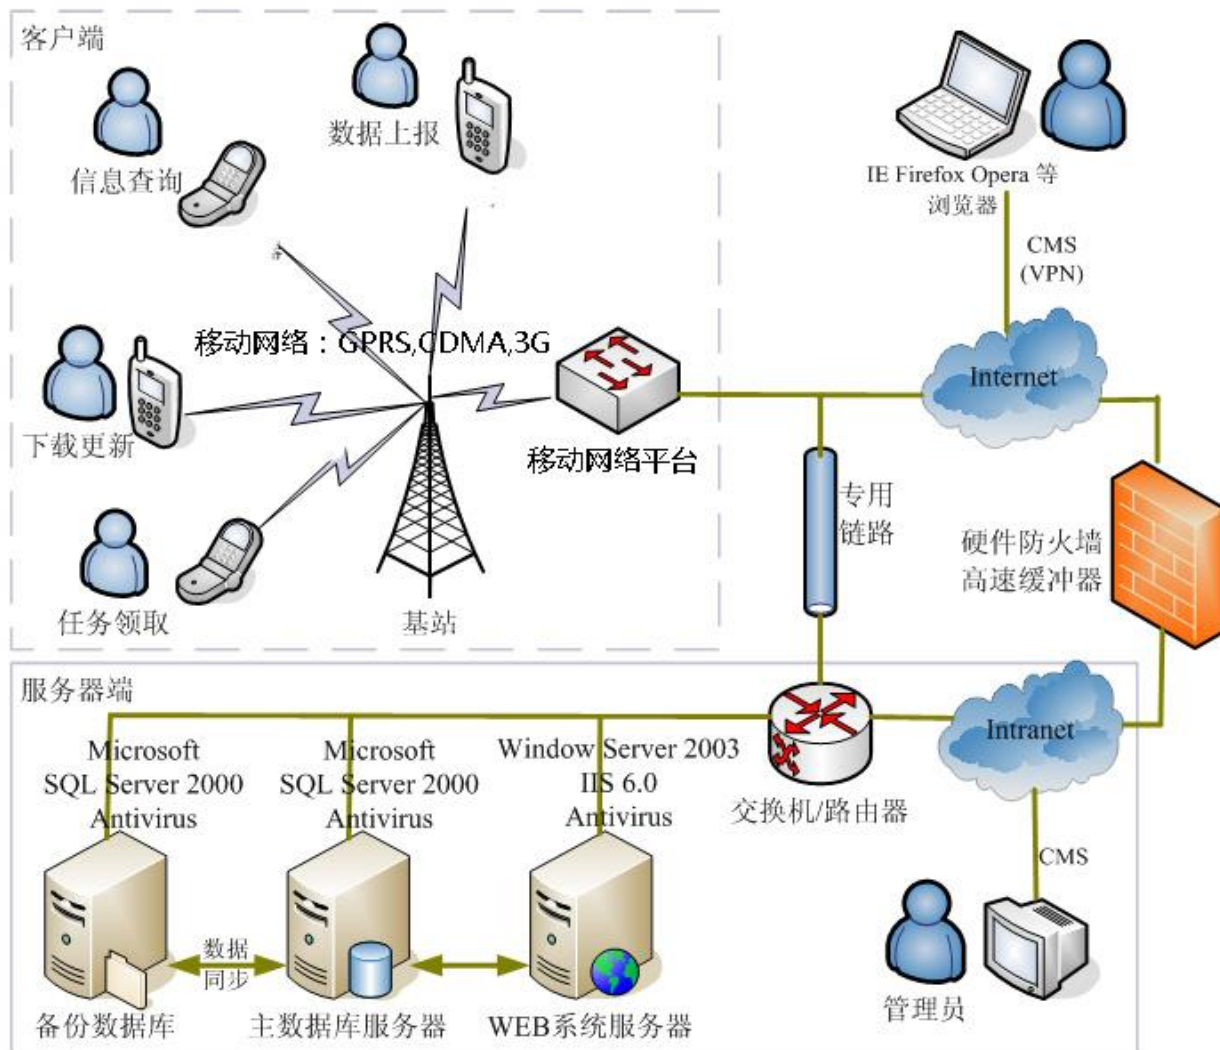 客户端
数据上报
信息查询
IE Firefox Opera 等
浏览器
CMS
(VPN)
移动网络：GPRS,CDMA,3G
Internet
下载更新
移动网络平台
专用
链路
硬件防火墙
高速缓冲器
任务领取
基站
服务器端
Intranet
Microsoft
SQL Server 2000
Antivirus
Microsoft
SQL Server 2000
Antivirus
Window Server 2003
IIS 6.0
Antivirus
交换机/路由器
CMS
数据
同步
管理员
备份数据库
主数据库服务器
WEB系统服务器